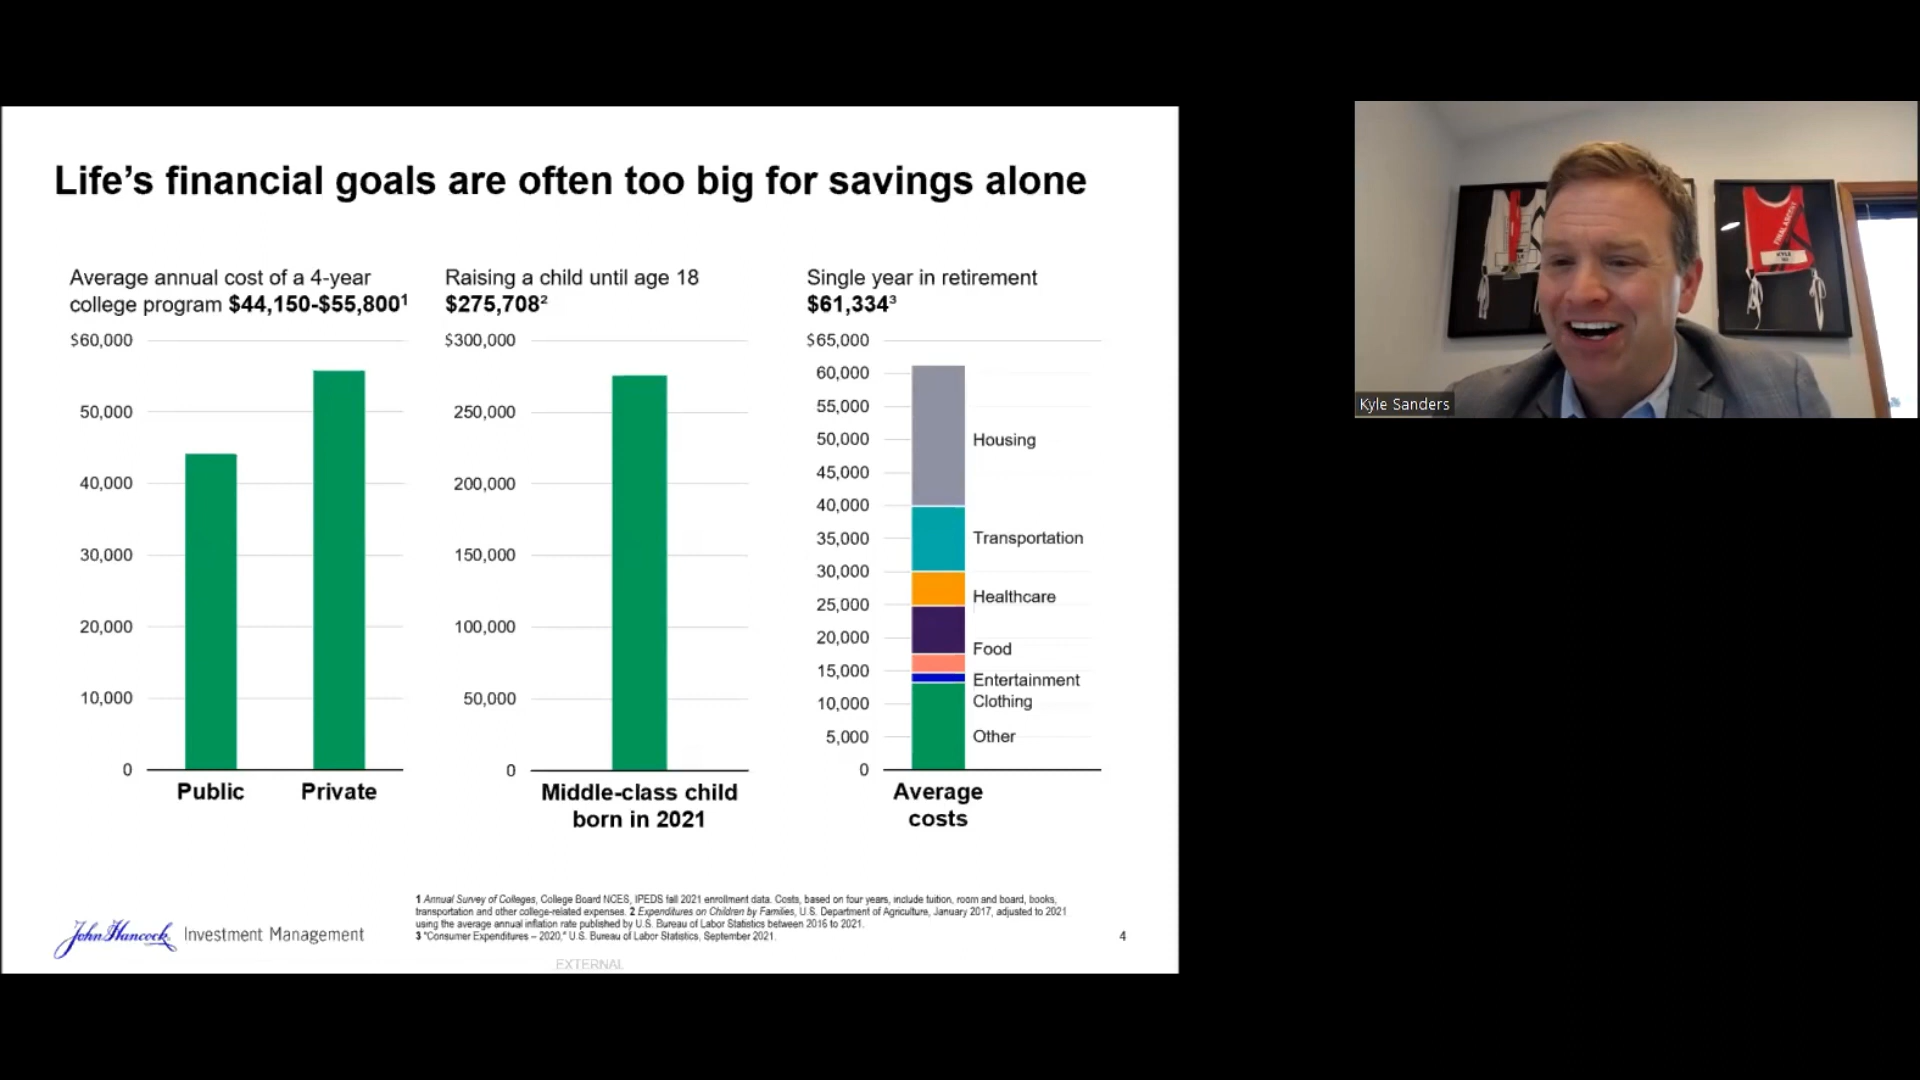 Life's financial goals are often too big for savings alone
Average annual cost of a 4-year
college program $44,150-$55,800¹
$60,000
50,000
40,000
30,000
20,000
10,000
0
Public
Private
Raising a child until age 18
$275,708²
$300,000
250,000
200,000
150,000
100,000
50,000
0
Middle-class child
born in 2021
Single year in retirement
$61,334³
$65,000
60,000
55,000
50,000
45,000
40,000
35,000
30,000
25,000
20,000
15,000
10,000
5,000
0
Housing
Transportation
Healthcare
Food
Entertainment
Clothing
Other
Average
costs
1 Annual Survey of Colleges, College Board NCES, IPEDS fall 2021 enrollment data. Costs, based on four years, include tuition, room and board, books,
transportation and other college-related expenses. 2 Expenditures on Children by Families, U.S. Department of Agriculture, January 2017, adjusted to 2021
using the average annual inflation rate published by U.S. Bureau of Labor Statistics between 2016 to 2021.
3 "Consumer Expenditures – 2020," U.S. Bureau of Labor Statistics, September 2021.
John Hancock Investment Management
4
EXTERNAL
FINAL ASCENT
KYLE
Kyle Sanders